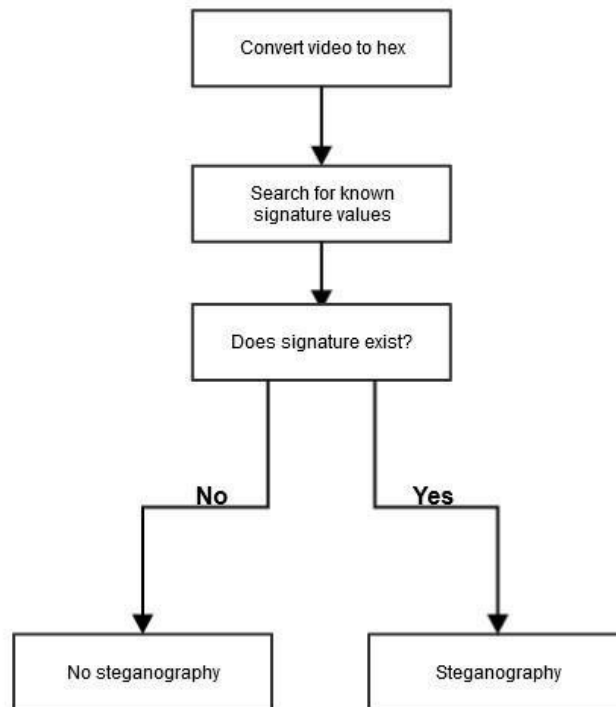 Convert video to hex
Search for known
signature values
Does signature exist?
No
Yes
No steganography
Steganography